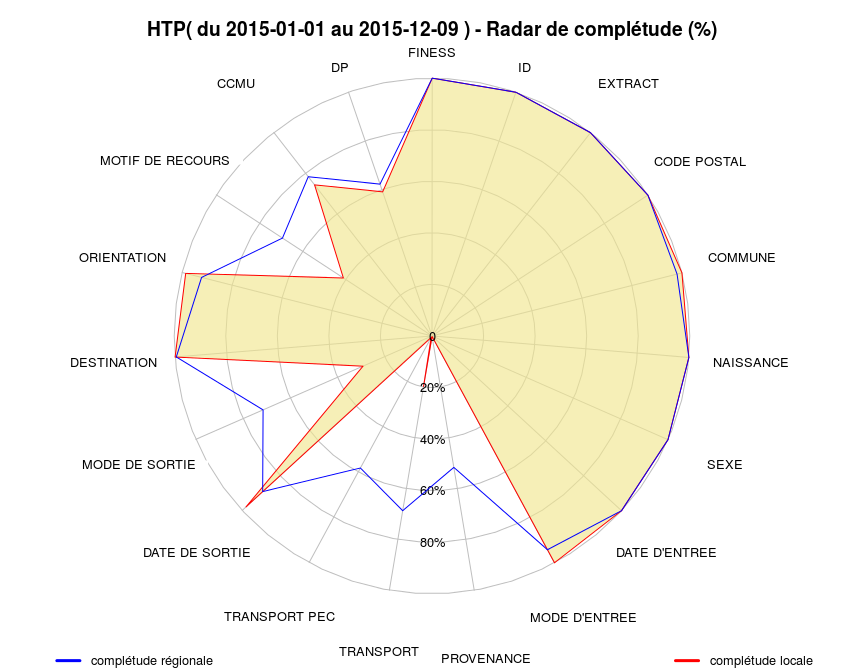 HTP( du 2015-01-01 au 2015-12-09 ) - Radar de complétude (%)
FINESS
DP
ID
CCMU
EXTRACT
MOTIF DE RECOURS
CODE POSTAL
ORIENTATION
COMMUNE
0
DESTINATION
NAISSANCE
20%
40%
MODE DE SORTIE
SEXE
60%
80%
DATE DE SORTIE
DATE D'ENTREE
TRANSPORT PEC
MODE D'ENTREE
TRANSPORT
PROVENANCE
complétude régionale
complétude locale